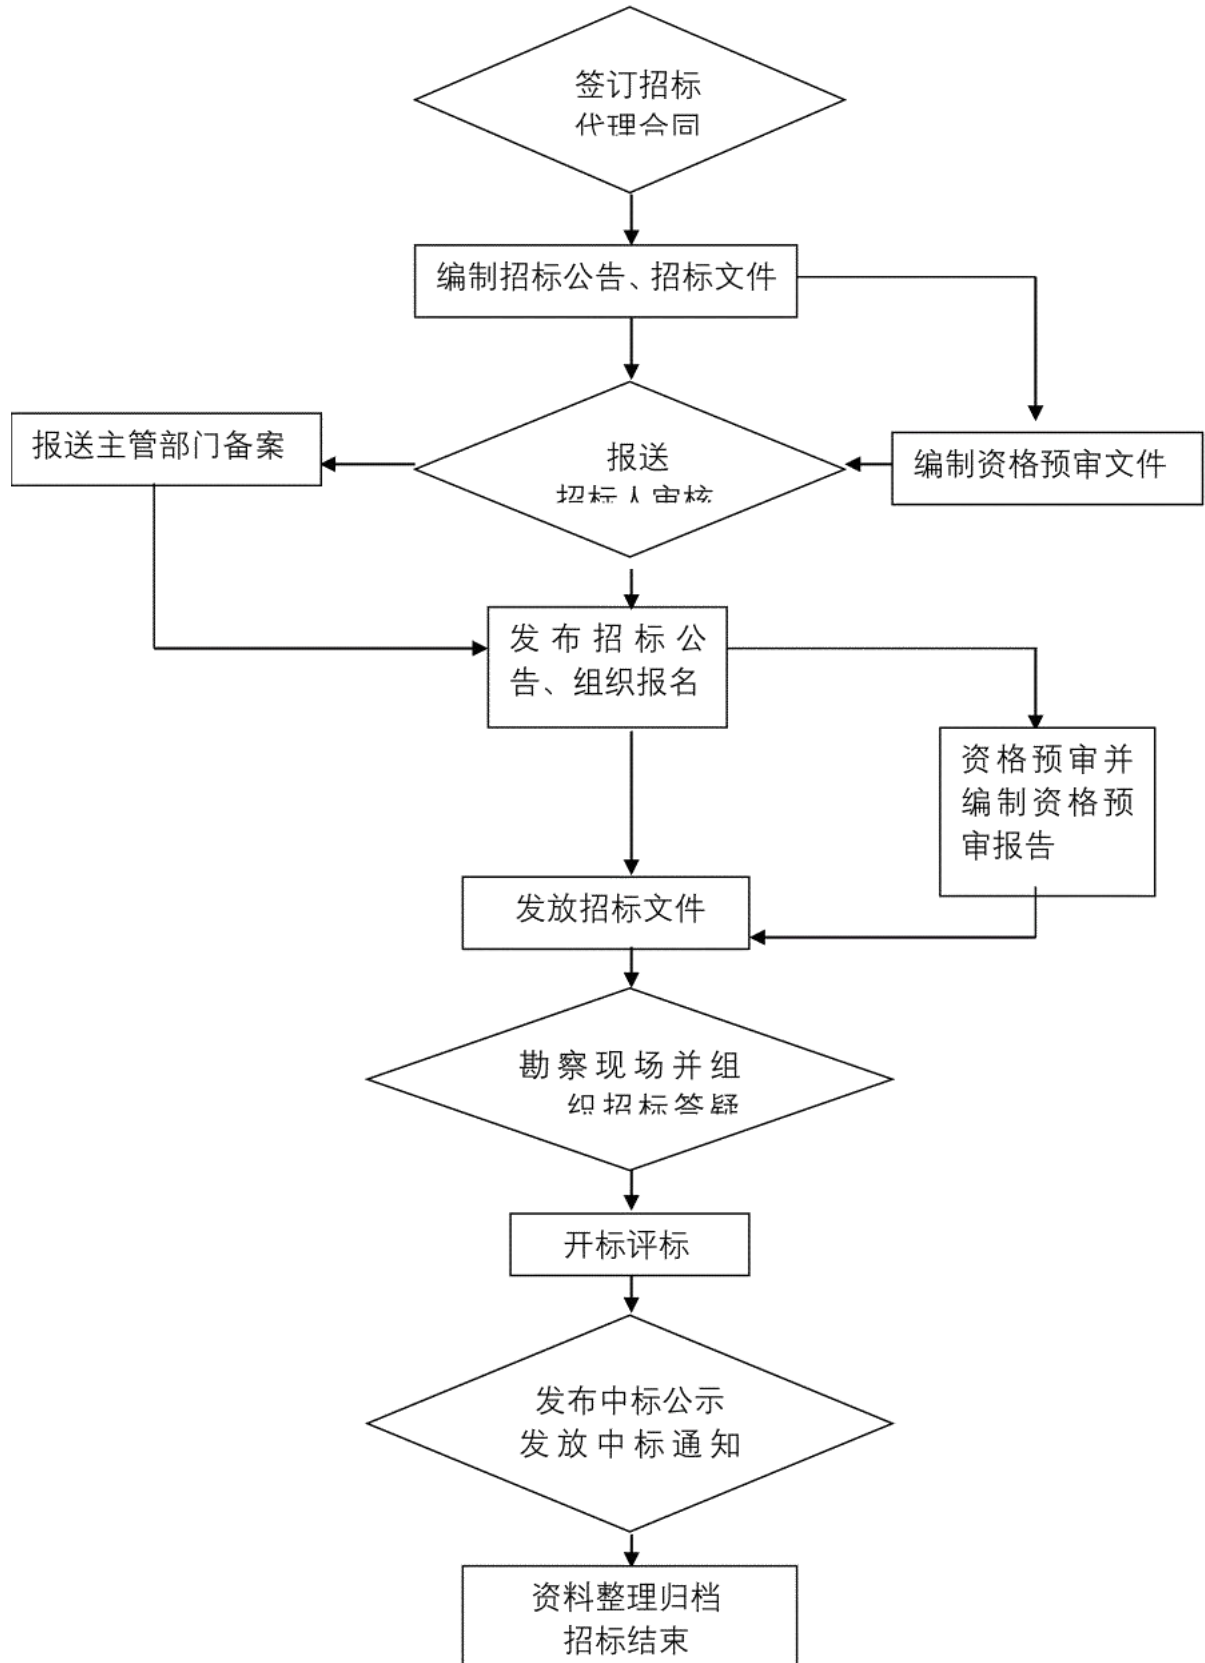 签订招标
代理合同
编制招标公告、招标文件
报送主管部门备案
报送
招标人审核
编制资格预审文件
发布招标公
告、组织报名
资格预审并
编制资格预
审报告
发放招标文件
勘察现场并组
织招标答疑
开标评标
发布中标公示
发放中标通知
资料整理归档
招标结束